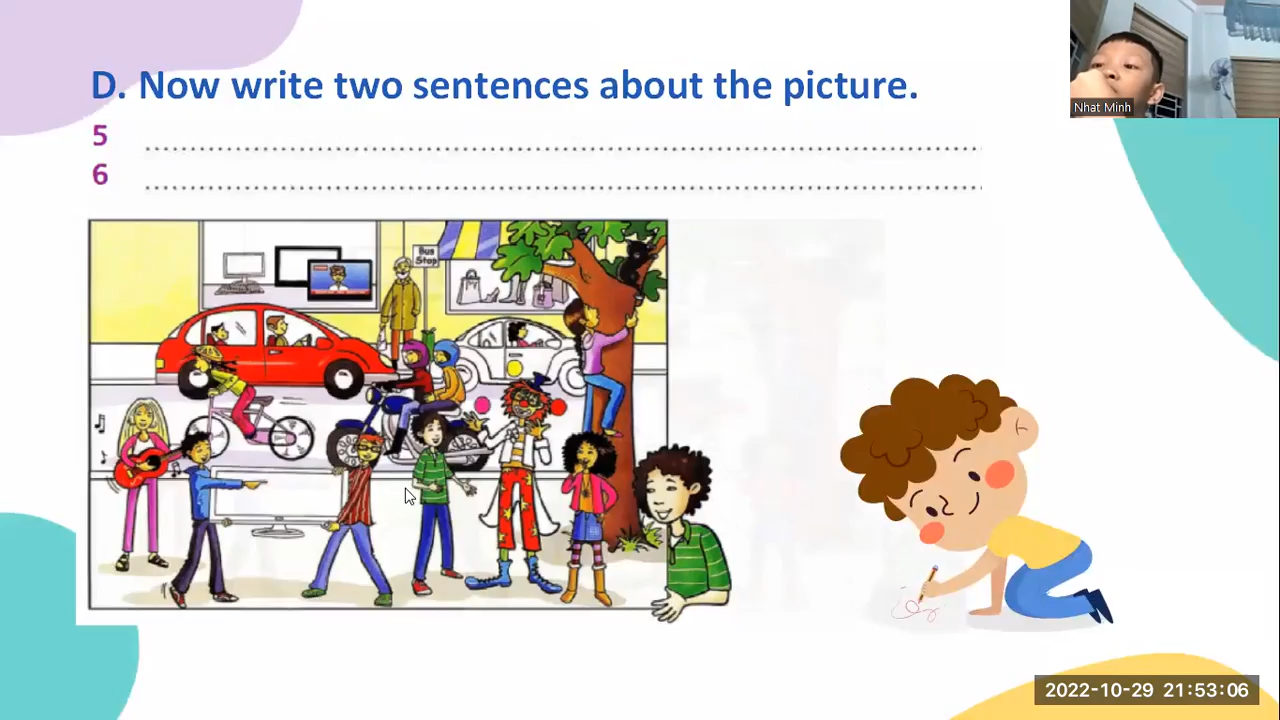 D. Now write two sentences about the picture.
5
6
Bus
Stop
Nhat Minh
2022-10-29 21:53:06